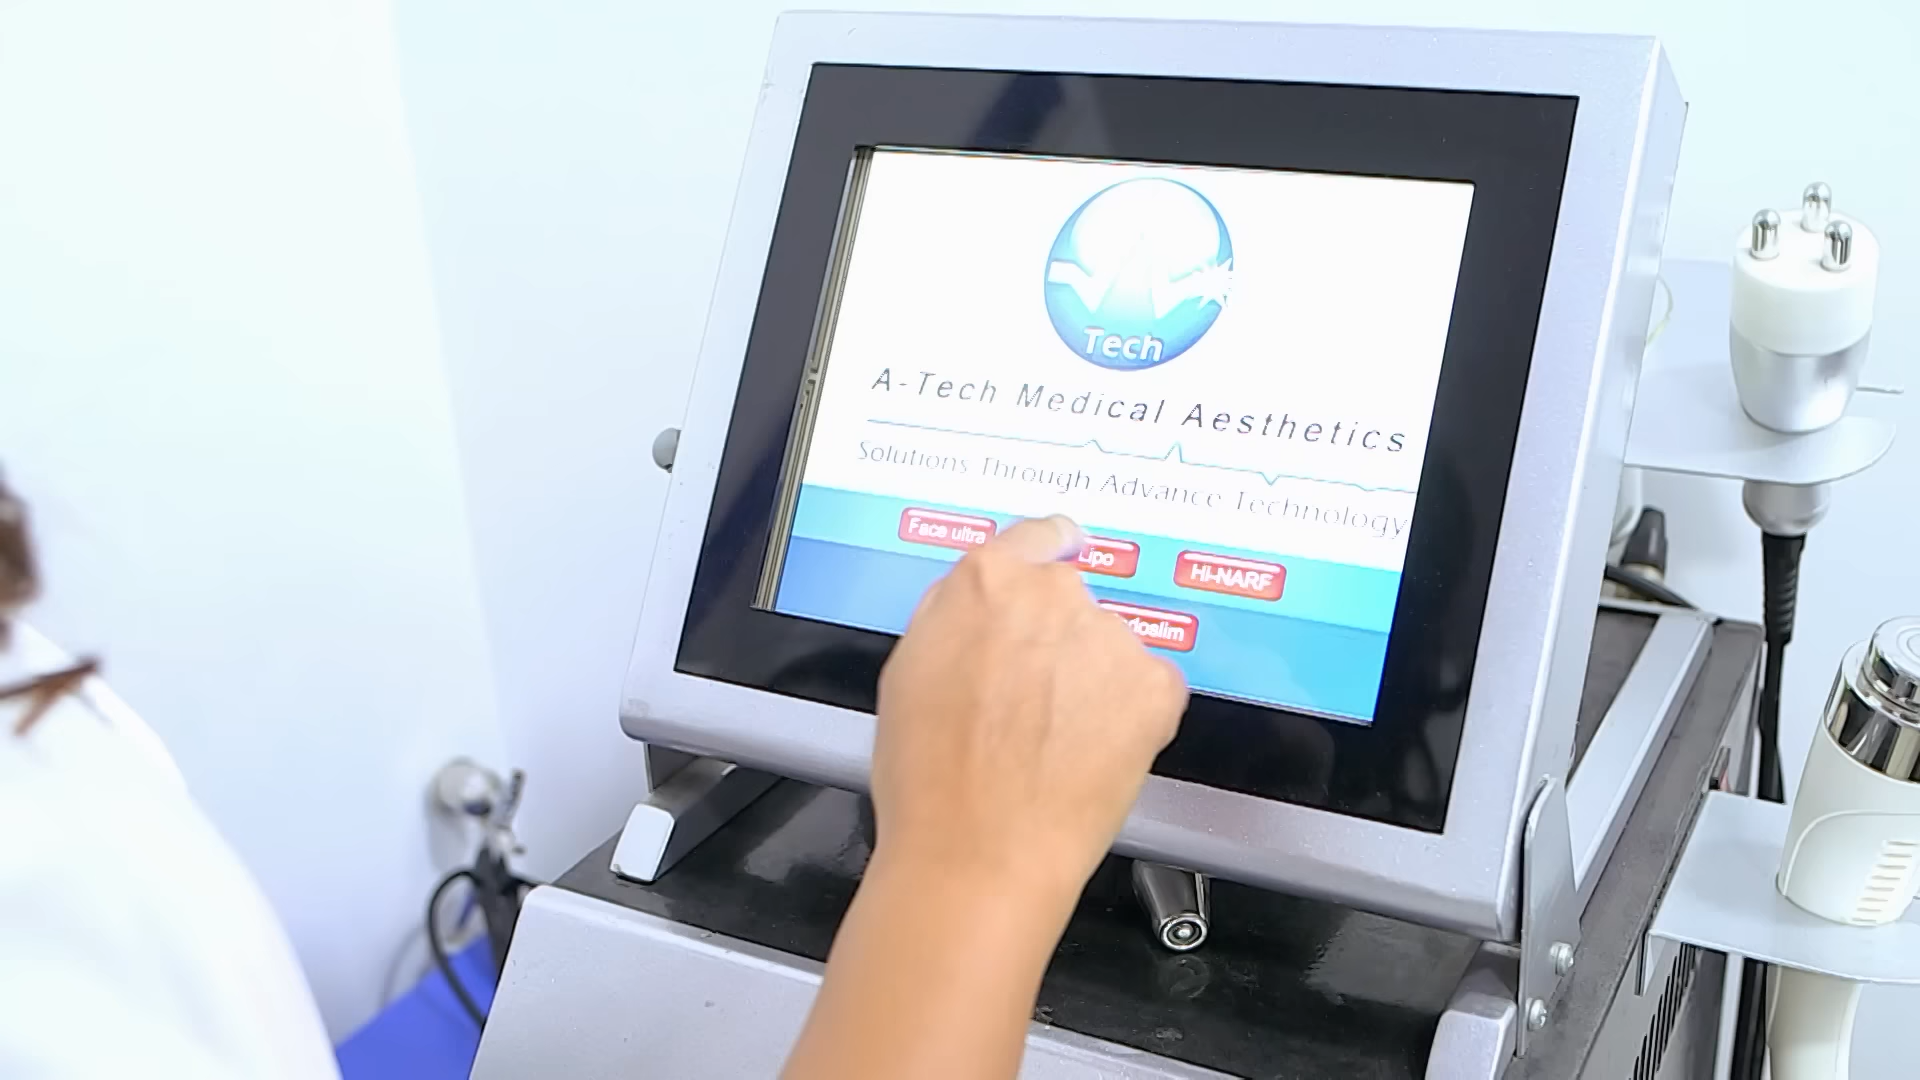 Tech
A-Tech Medical Aesthetics
Solutions Through Advance Technology
Face ultra
Lipo
HI-NARF